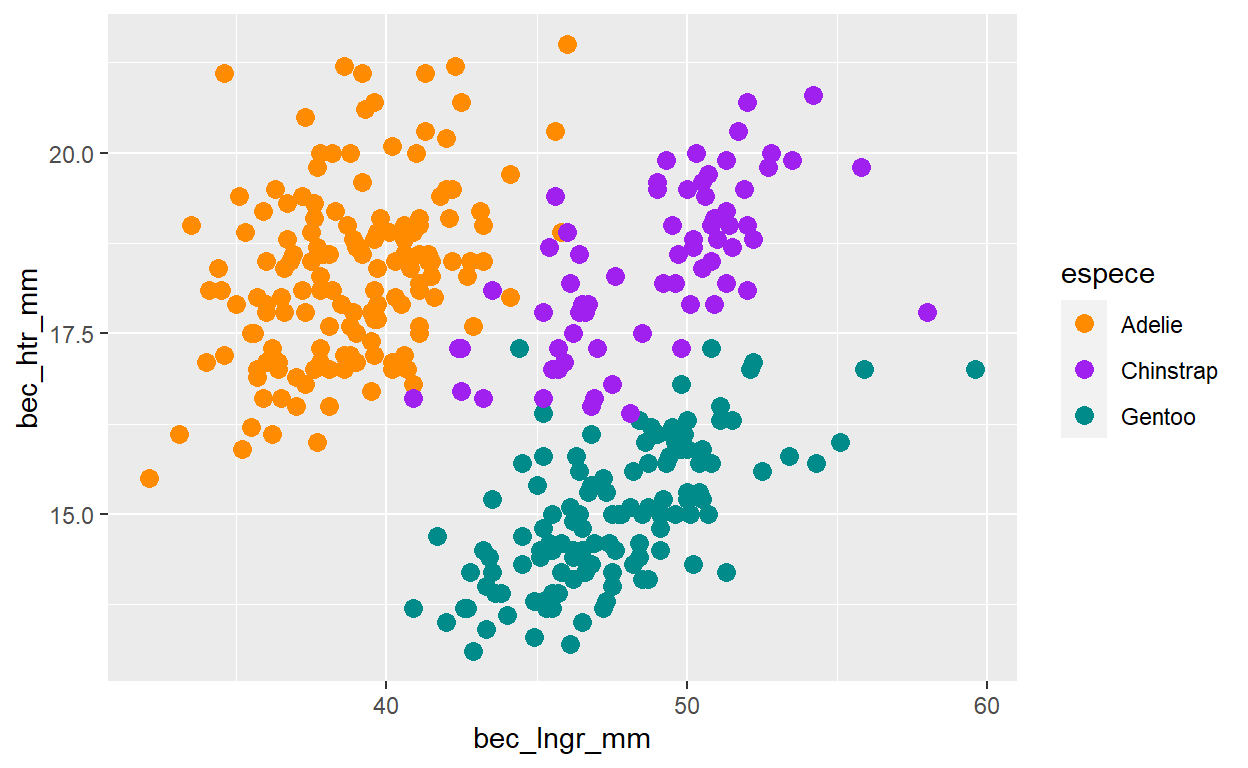 20.0
17.5
15.0
bec_htr_mm
40
50
60
bec_lngr_mm
espece
Adelie
Chinstrap
Gentoo